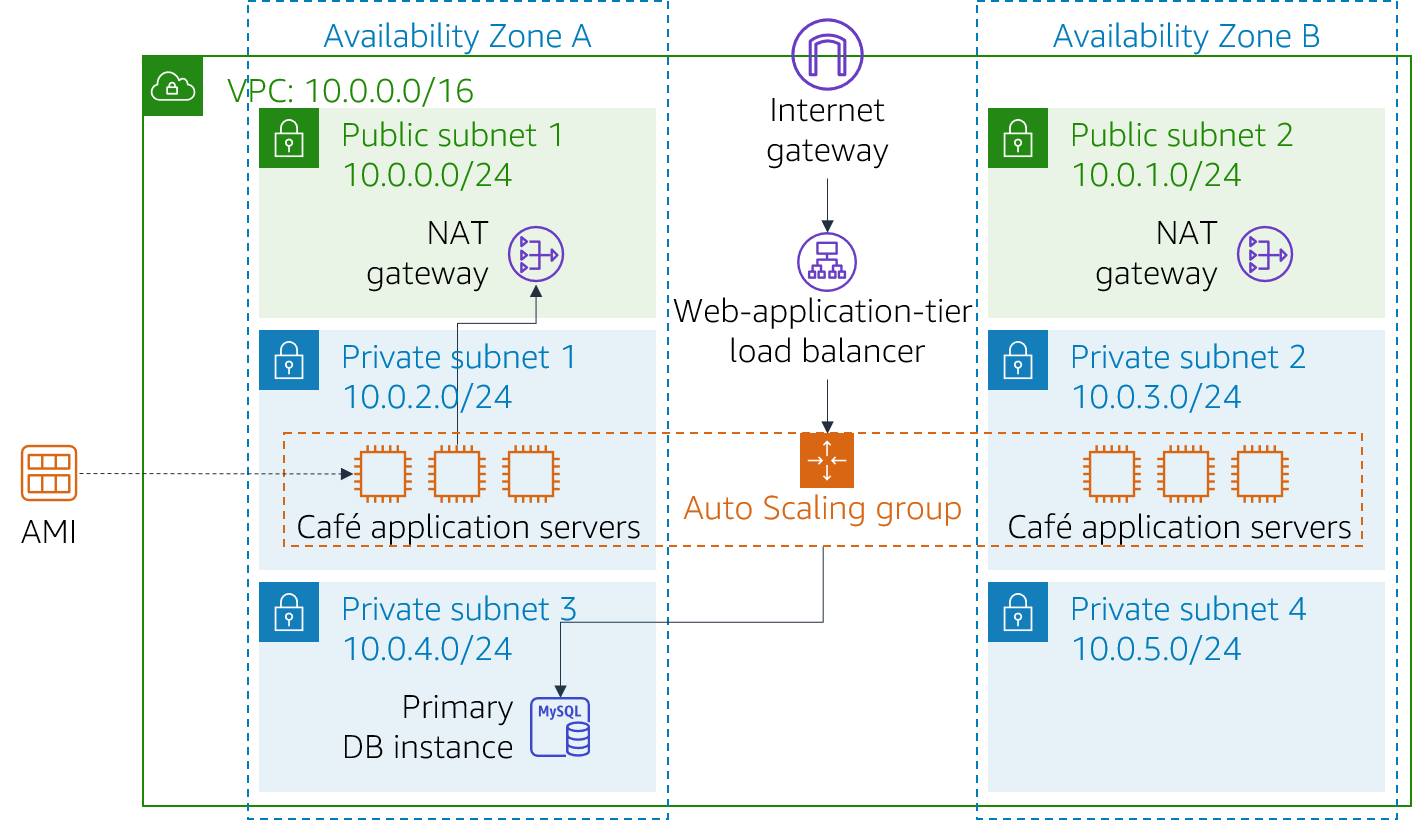 Availability Zone A
Availability Zone B
VPC: 10.0.0.0/16
Internet
gateway
Public subnet 1
10.0.0.0/24
NAT
gateway
Public subnet 2
10.0.1.0/24
NAT
gateway
Web-application-tier
load balancer
Private subnet 1
10.0.2.0/24
Private subnet 2
10.0.3.0/24
AMI
Café application servers
Auto Scaling group
Café application servers
Private subnet 3
10.0.4.0/24
Primary
DB instance
MySQL
Private subnet 4
10.0.5.0/24